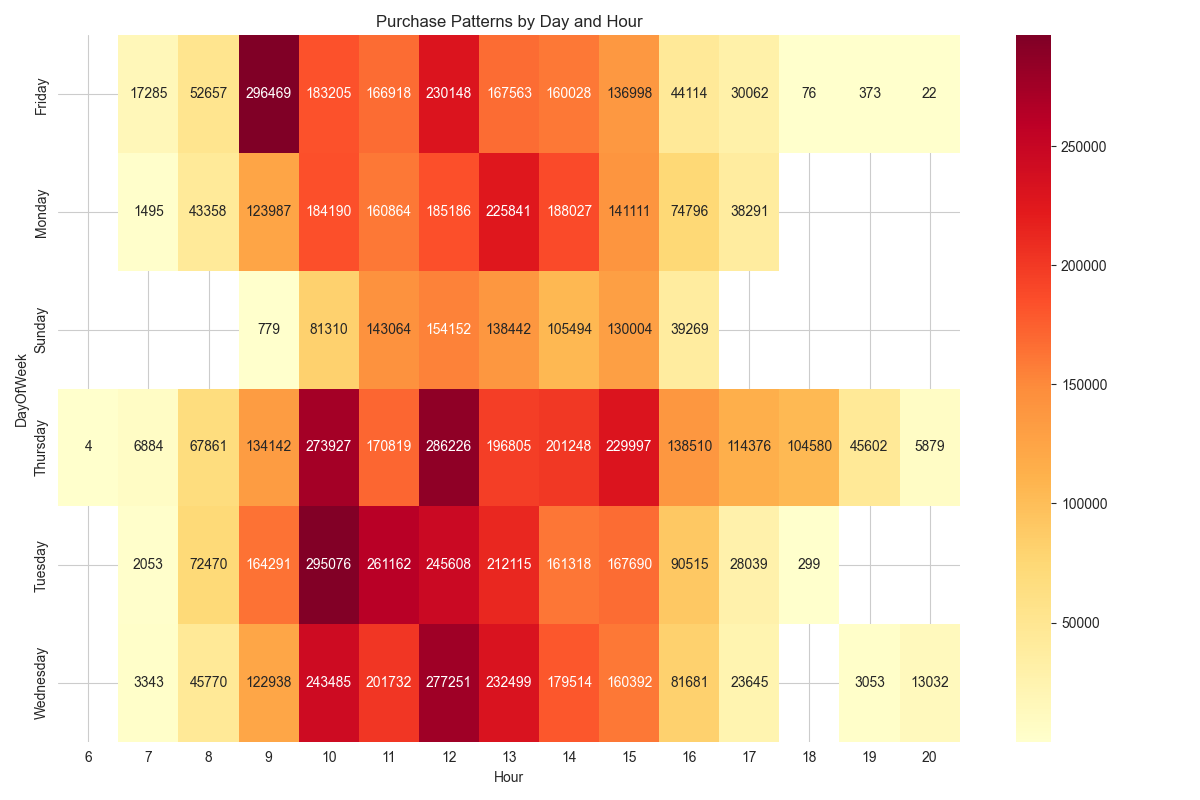 Purchase Patterns by Day and Hour
DayOfWeek
Friday
17285 52657 296469 183205 166918 230148 167563 160028 136998 44114 30062 76 373 22
Monday
1495 43358 123987 184190 160864 185186 225841 188027 141111 74796 38291
Sunday
779 81310 143064 154152 138442 105494 130004 39269
Thursday
4 6884 67861 134142 273927 170819 286226 196805 201248 229997 138510 114376 104580 45602 5879
Tuesday
2053 72470 164291 295076 261162 245608 212115 161318 167690 90515 28039 299
Wednesday
3343 45770 122938 243485 201732 277251 232499 179514 160392 81681 23645 3053 13032
6 7 8 9 10 11 12 13 14 15 16 17 18 19 20
Hour
250000
200000
150000
100000
50000